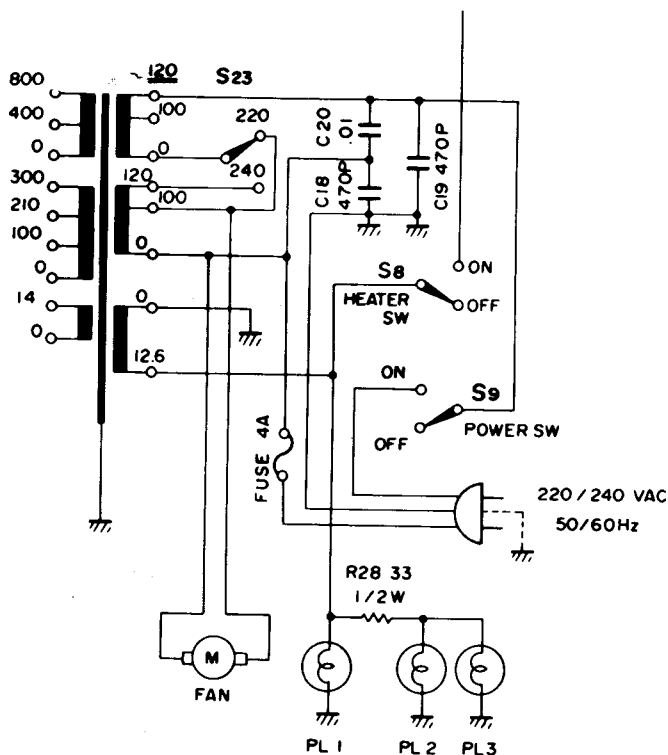 800
400
0
300
210
100
0
14
0
~120
S23
100
0
220
240
120
100
0
0
12.6
C20
.01
C18
470P
C19 470P
S8
HEATER
SW
ON
OFF
ON
OFF
S9
POWER SW
FUSE 4A
220/240 VAC
50/60Hz
R28 33
1/2W
M
FAN
PL 1
PL 2
PL3